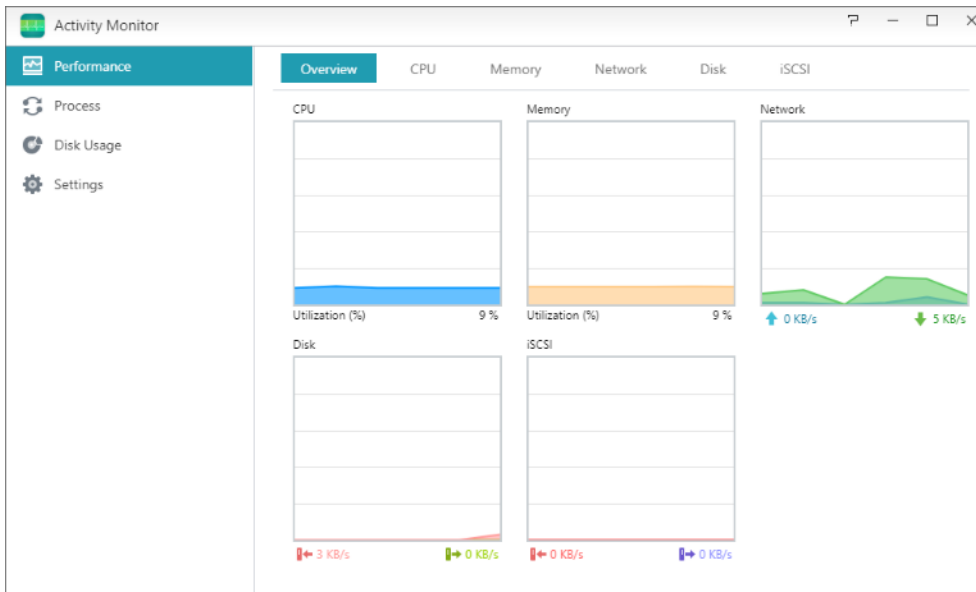 Activity Monitor
Performance
Process
Disk Usage
Settings
Overview CPU Memory Network Disk iSCSI
CPU
Utilization (%) 9 %
Memory
Utilization (%) 9 %
Network
0 KB/s 5 KB/s
Disk
3 KB/s 0 KB/s
iSCSI
0 KB/s 0 KB/s